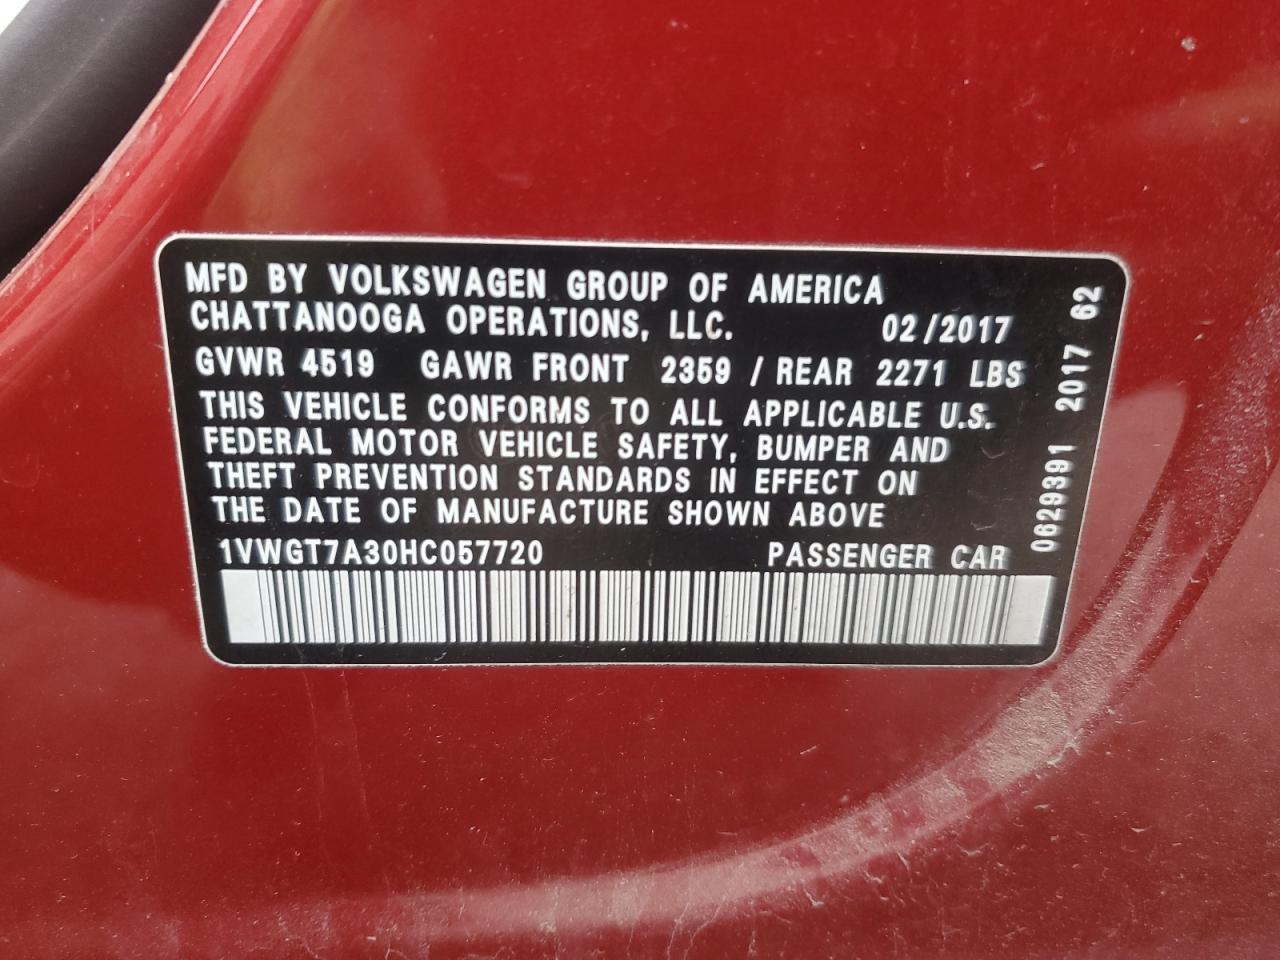 MFD BY VOLKSWAGEN GROUP OF AMERICA
CHATTANOOGA OPERATIONS, LLC. 02/2017
GVWR 4519 GAWR FRONT 2359 / REAR 2271 LBS
THIS VEHICLE CONFORMS TO ALL APPLICABLE U.S.
FEDERAL MOTOR VEHICLE SAFETY, BUMPER AND
THEFT PREVENTION STANDARDS IN EFFECT ON
THE DATE OF MANUFACTURE SHOWN ABOVE
1VWGT7A30HC057720 PASSENGER CAR
0629391 2017 62